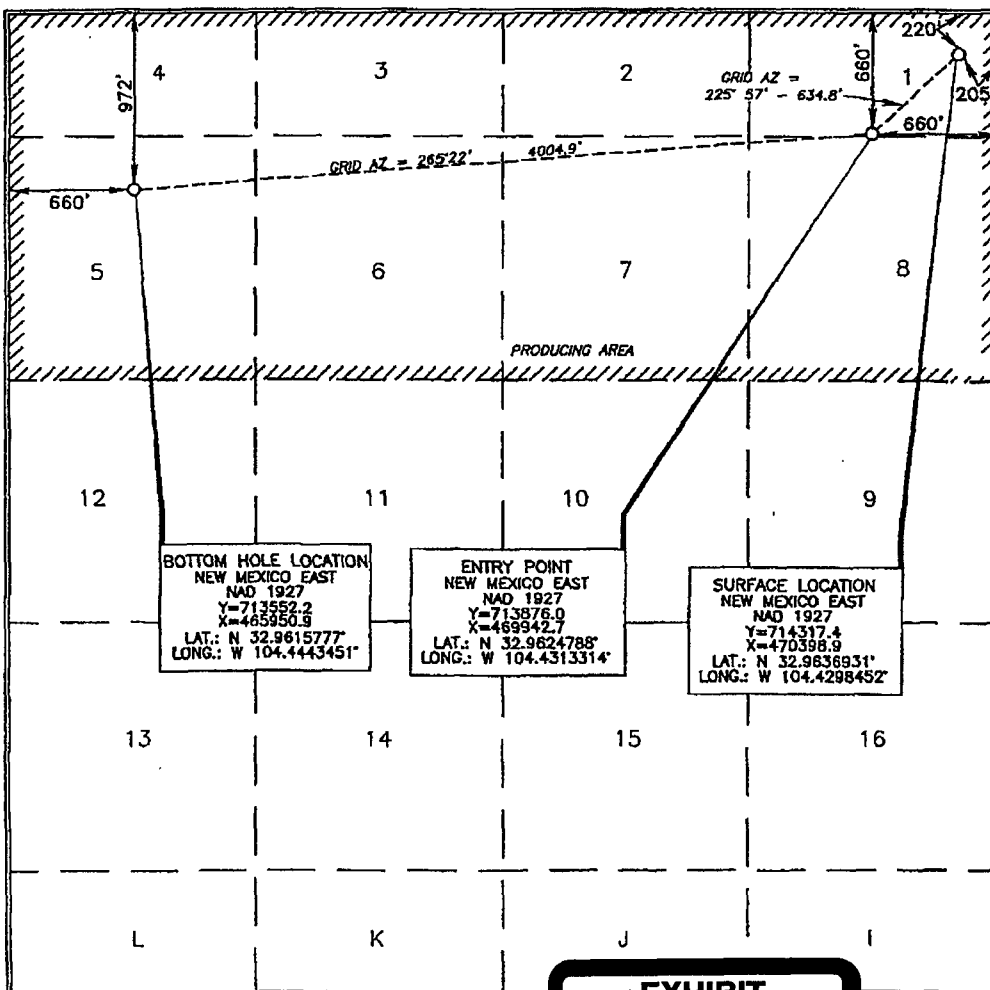 220'
4
3
2
1
972'
660'
GRID AZ =
225° 57' - 634.8'
205'
660'
GRID AZ = 265°22'
4004.9'
660'
5
6
7
8
PRODUCING AREA
12
11
10
9
BOTTOM HOLE LOCATION
NEW MEXICO EAST
NAD 1927
Y=713552.2
X=465950.9
LAT.: N 32.9615777°
LONG.: W 104.4443451°
ENTRY POINT
NEW MEXICO EAST
NAD 1927
Y=713876.0
X=469942.7
LAT.: N 32.9624788°
LONG.: W 104.4313314°
SURFACE LOCATION
NEW MEXICO EAST
NAD 1927
Y=714317.4
X=470398.9
LAT.: N 32.9636931°
LONG.: W 104.4298452°
13
14
15
16
L
K
J
I
EXHIBIT